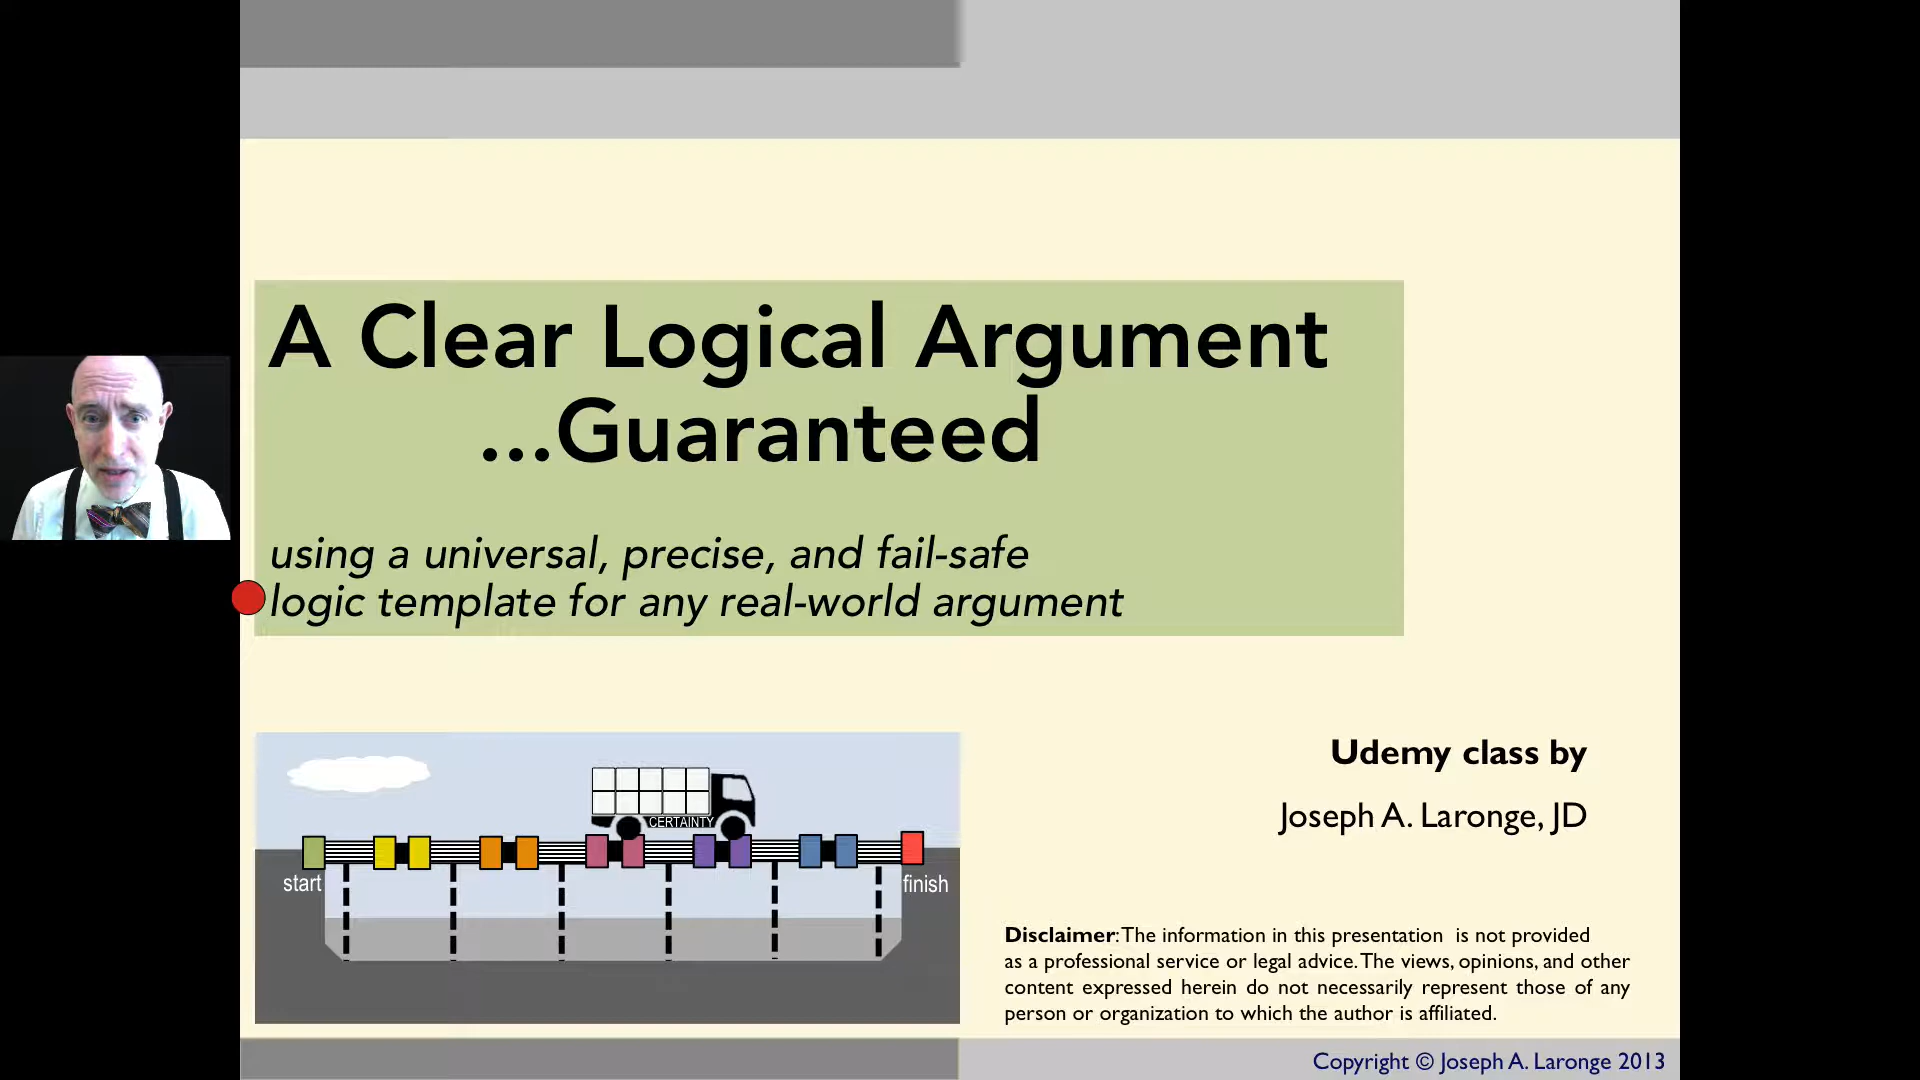 A Clear Logical Argument
...Guaranteed
using a universal, precise, and fail-safe
logic template for any real-world argument
CERTAINTY
start
finish
Udemy class by
Joseph A. Laronge, JD
Disclaimer: The information in this presentation is not provided
as a professional service or legal advice. The views, opinions, and other
content expressed herein do not necessarily represent those of any
person or organization to which the author is affiliated.
Copyright © Joseph A. Laronge 2013